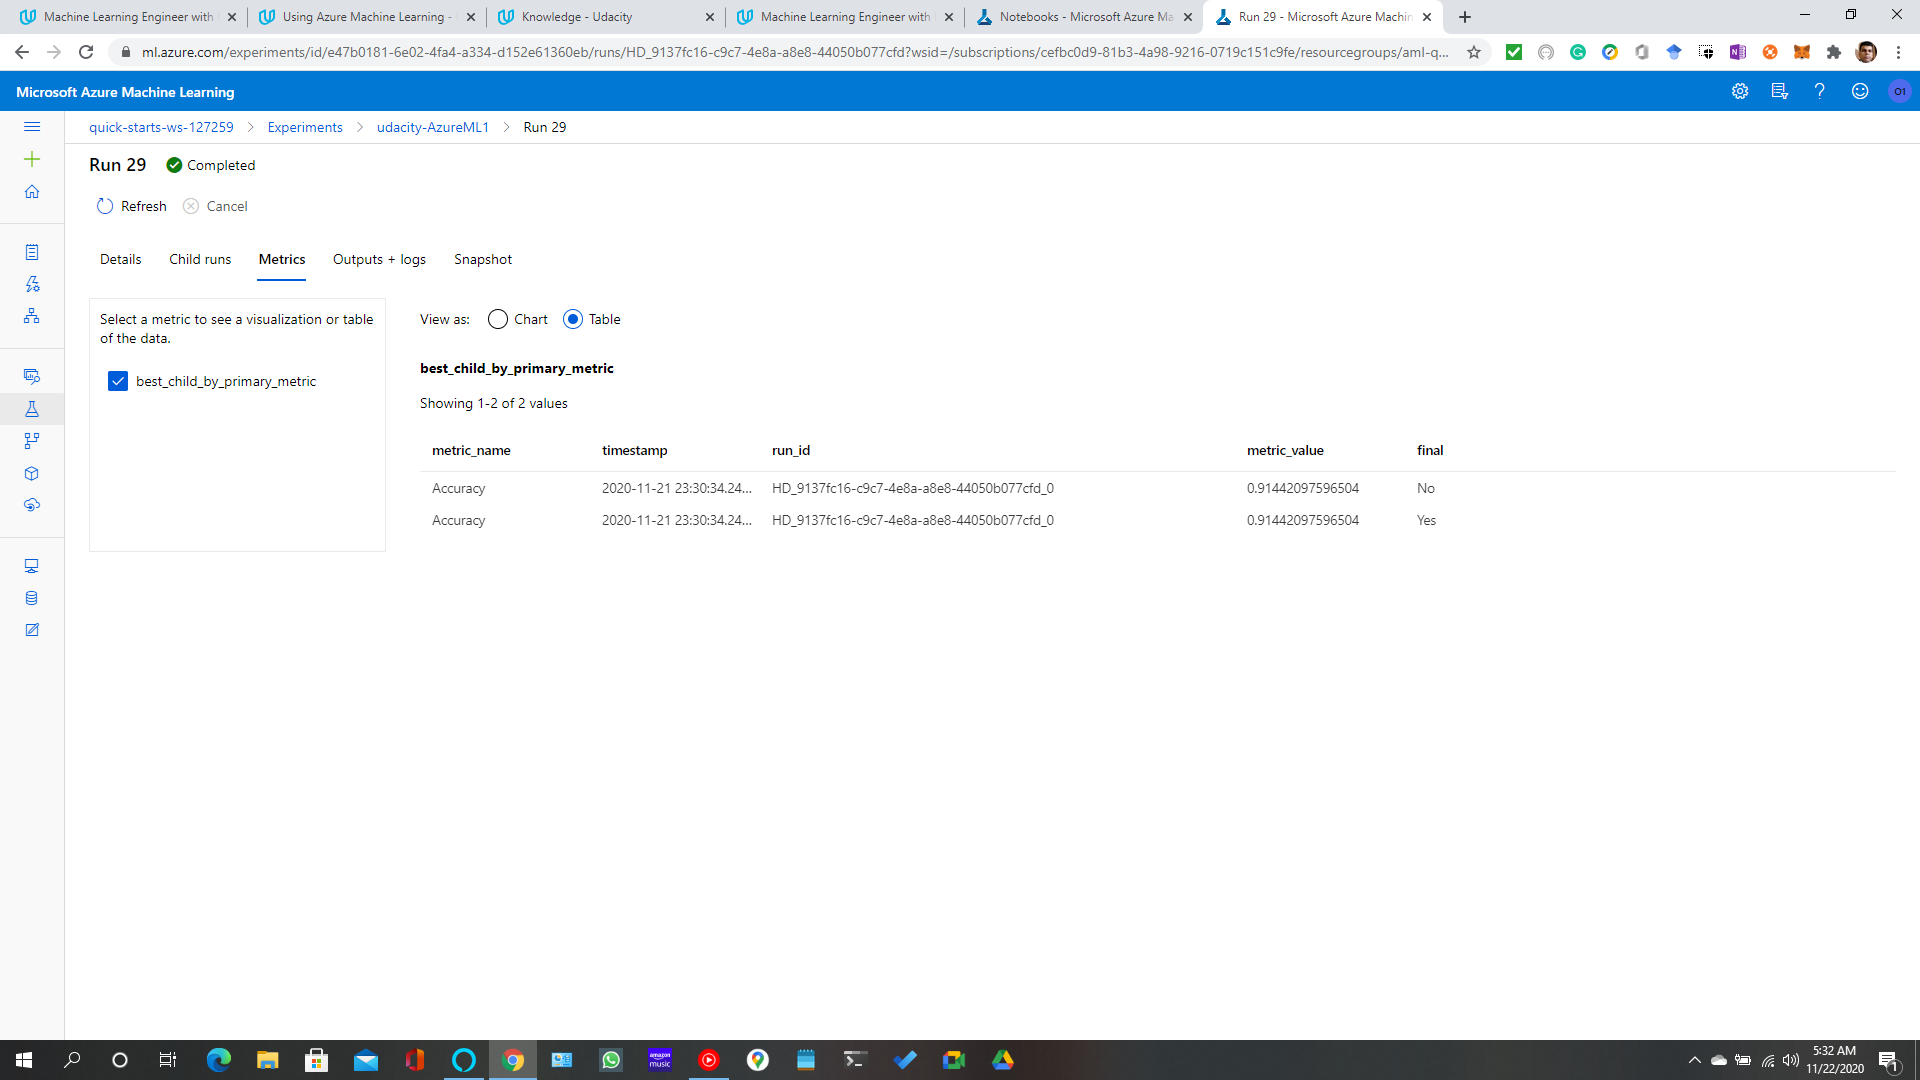 Machine Learning Engineer with
Using Azure Machine Learning -
Knowledge - Udacity
Machine Learning Engineer with
Notebooks - Microsoft Azure Ma
Run 29 - Microsoft Azure Machin
ml.azure.com/experiments/id/e47b0181-6e02-4fa4-a334-d152e61360eb/runs/HD_9137fc16-c9c7-4e8a-a8e8-44050b077cfd?wsid=/subscriptions/cefbc0d9-81b3-4a98-9216-0719c151c9fe/resourcegroups/aml-q...
Microsoft Azure Machine Learning
O1
quick-starts-ws-127259 > Experiments > udacity-AzureML1 > Run 29
Run 29 Completed
Refresh Cancel
Details Child runs Metrics Outputs + logs Snapshot
Select a metric to see a visualization or table
of the data.
best_child_by_primary_metric
View as: Chart Table
best_child_by_primary_metric
Showing 1-2 of 2 values
metric_name timestamp run_id metric_value final
Accuracy 2020-11-21 23:30:34.24... HD_9137fc16-c9c7-4e8a-a8e8-44050b077cfd_0 0.91442097596504 No
Accuracy 2020-11-21 23:30:34.24... HD_9137fc16-c9c7-4e8a-a8e8-44050b077cfd_0 0.91442097596504 Yes
amazon
music
5:32 AM
11/22/2020
1